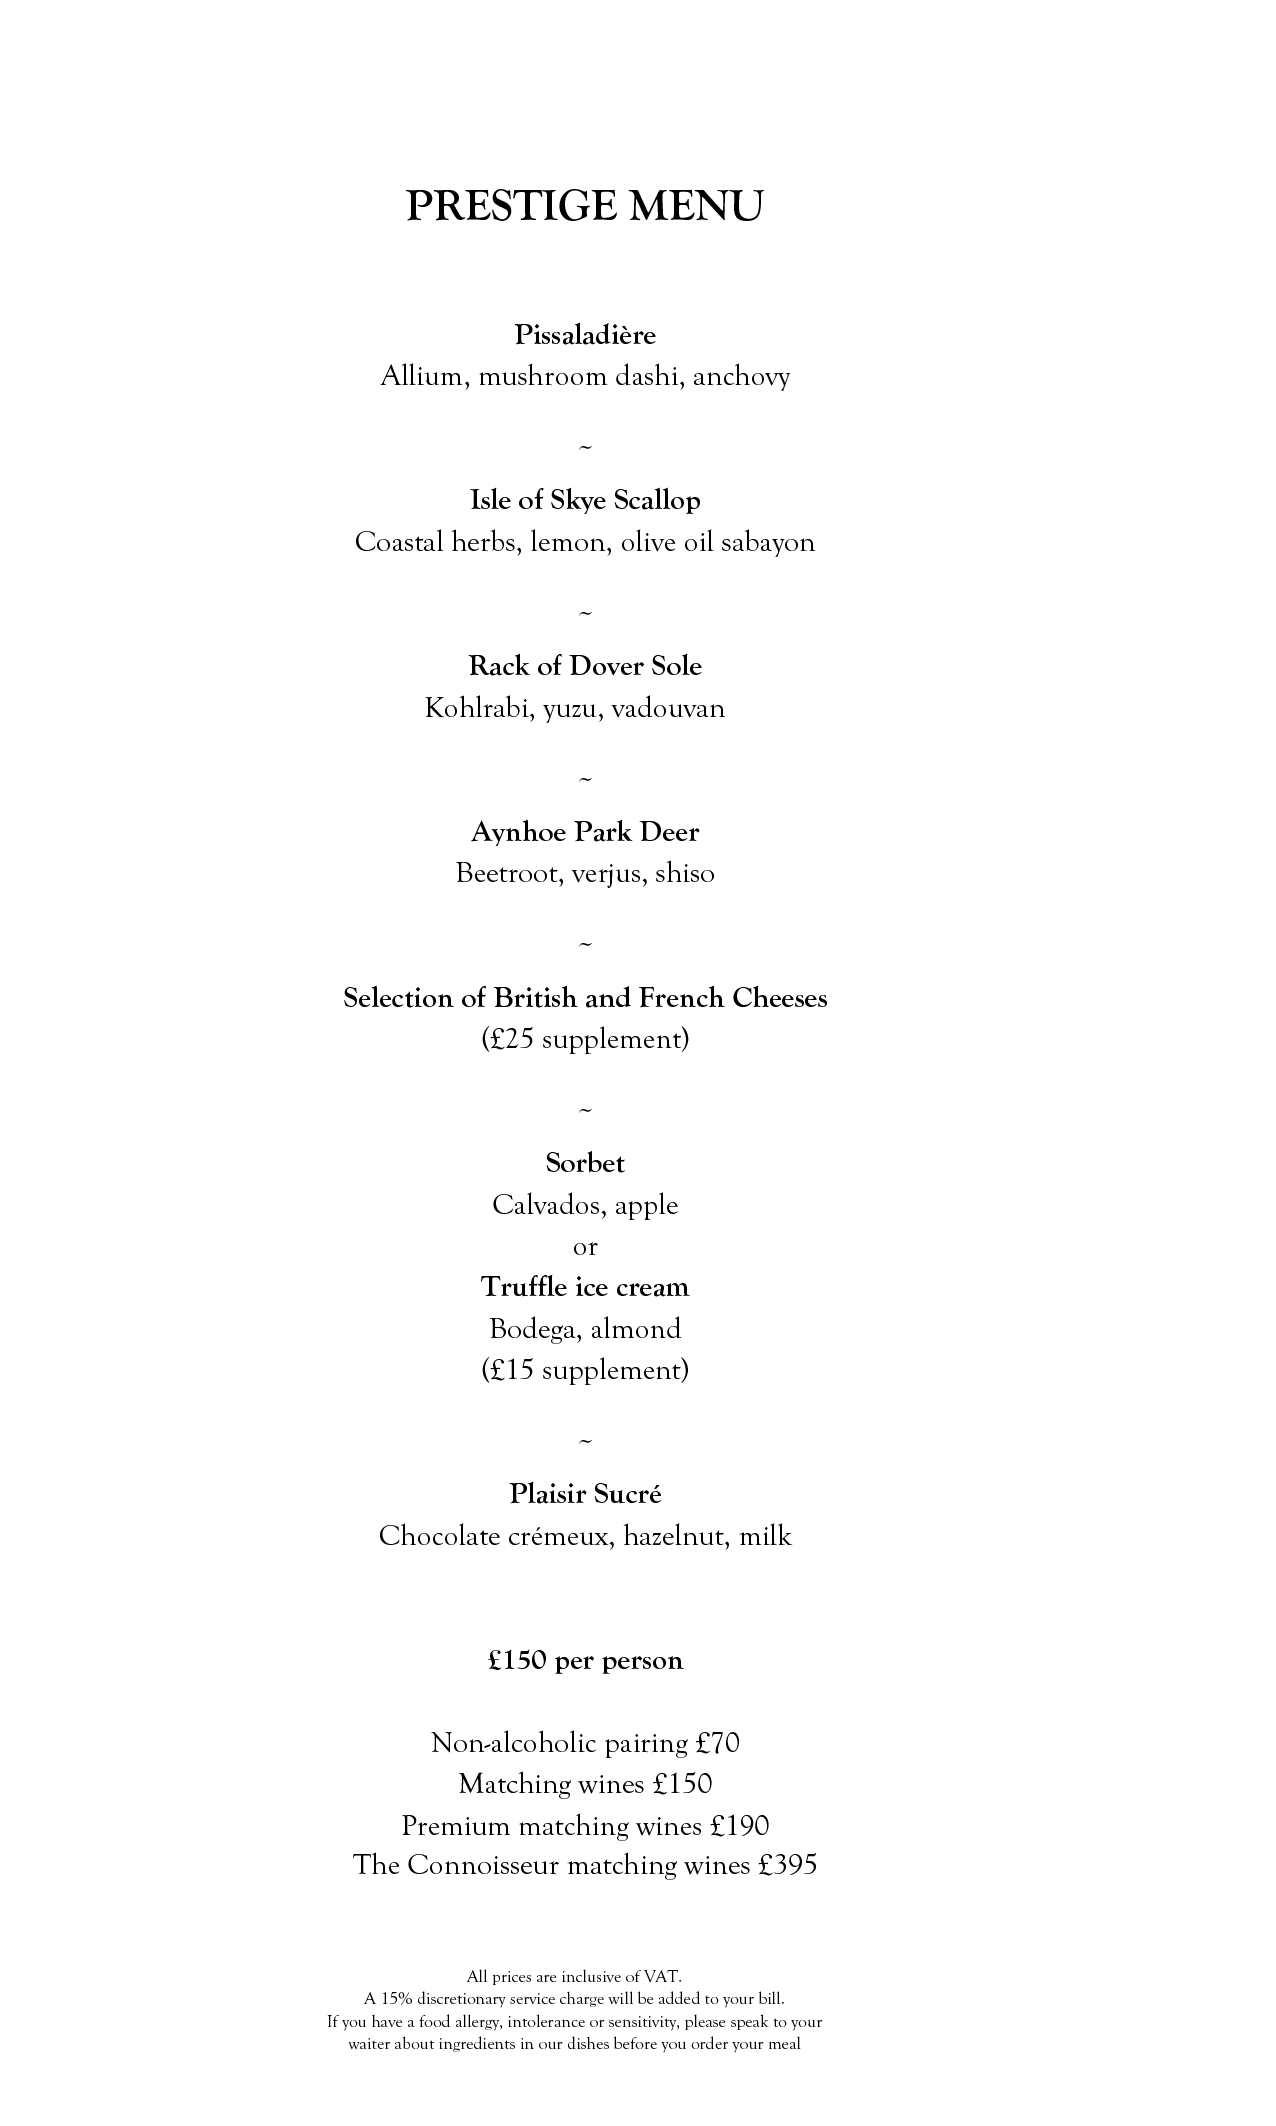 PRESTIGE MENU
Pissaladière
Allium, mushroom dashi, anchovy
~
Isle of Skye Scallop
Coastal herbs, lemon, olive oil sabayon
~
Rack of Dover Sole
Kohlrabi, yuzu, vadouvan
~
Aynhoe Park Deer
Beetroot, verjus, shiso
~
Selection of British and French Cheeses
(£25 supplement)
~
Sorbet
Calvados, apple
or
Truffle ice cream
Bodega, almond
(£15 supplement)
~
Plaisir Sucré
Chocolate crémeux, hazelnut, milk
£150 per person
Non-alcoholic pairing £70
Matching wines £150
Premium matching wines £190
The Connoisseur matching wines £395
All prices are inclusive of VAT.
A 15% discretionary service charge will be added to your bill.
If you have a food allergy, intolerance or sensitivity, please speak to your
waiter about ingredients in our dishes before you order your meal